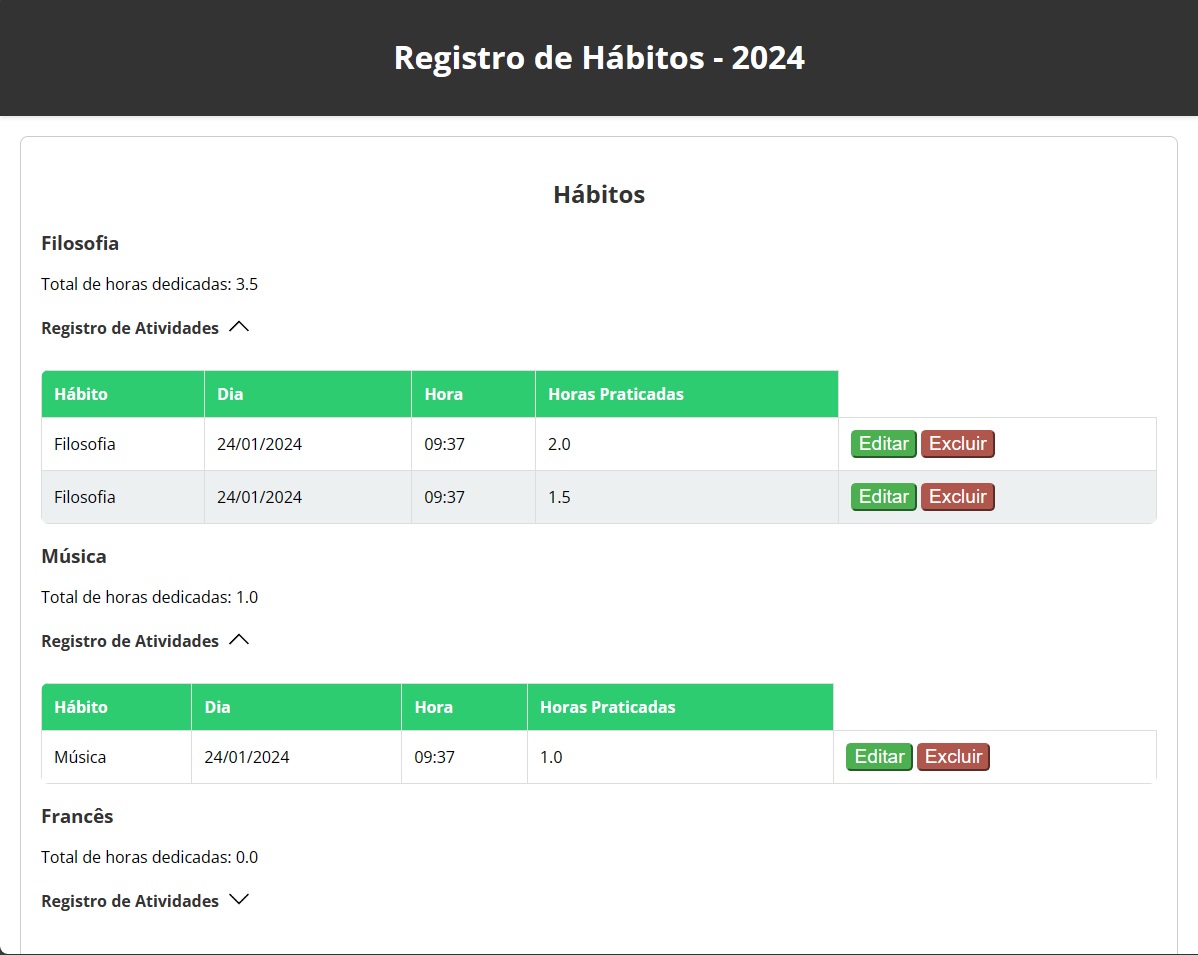 Registro de Hábitos - 2024
Hábitos
Filosofia
Total de horas dedicadas: 3.5
Registro de Atividades
Hábito Dia Hora Horas Praticadas
Filosofia 24/01/2024 09:37 2.0 Editar Excluir
Filosofia 24/01/2024 09:37 1.5 Editar Excluir
Música
Total de horas dedicadas: 1.0
Registro de Atividades
Hábito Dia Hora Horas Praticadas
Música 24/01/2024 09:37 1.0 Editar Excluir
Francês
Total de horas dedicadas: 0.0
Registro de Atividades